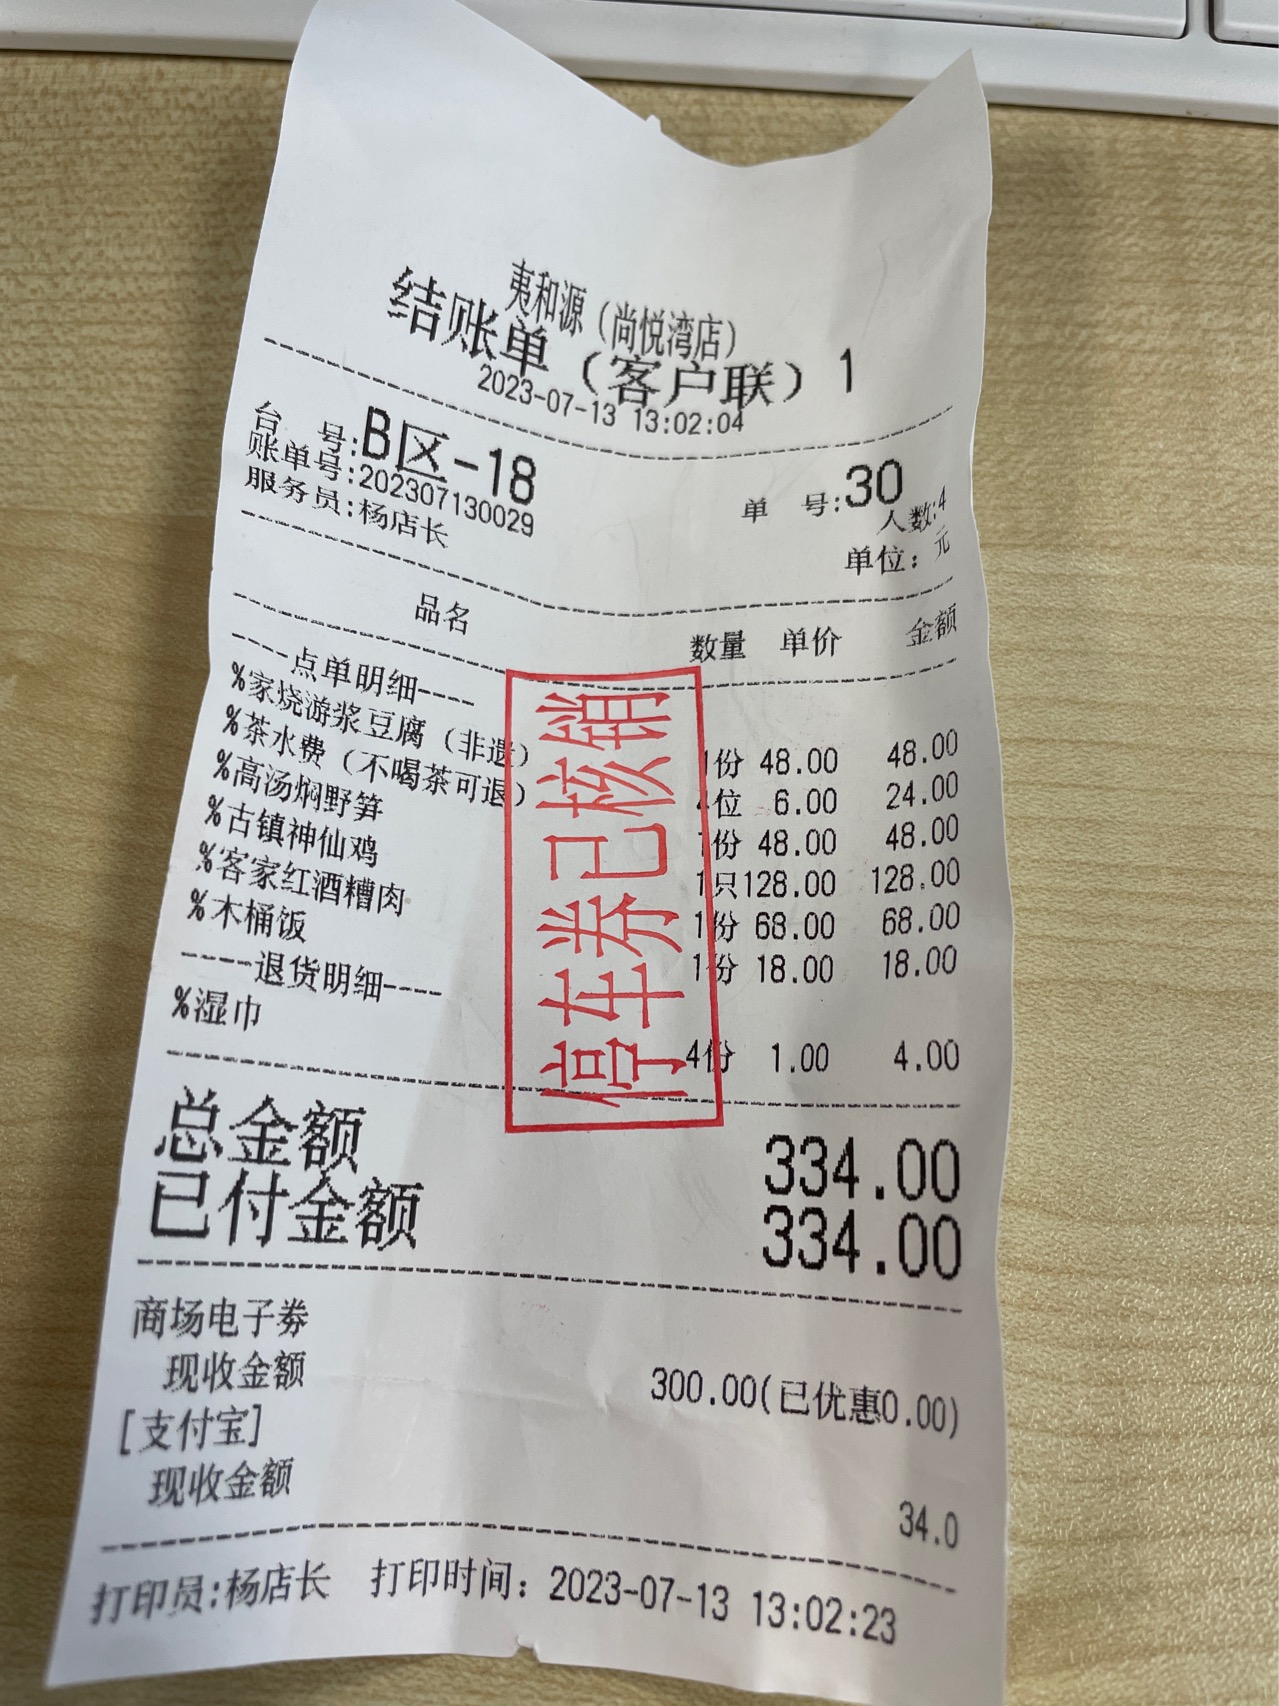 夷和源（尚悦湾店）
结账单（客户联）1
2023-07-13 13:02:04
台 号:B区-18 单 号:30
账单号:202307130029 人数:4
服务员:杨店长 单位：元
品名 数量 单价 金额
----点单明细----
%家烧游浆豆腐（非遗） 1份 48.00 48.00
%茶水费（不喝茶可退） 4位 6.00 24.00
%高汤焖野笋 1份 48.00 48.00
%古镇神仙鸡 1只 128.00 128.00
%客家红酒糟肉 1份 68.00 68.00
%木桶饭 1份 18.00 18.00
----退货明细----
%湿巾 4份 1.00 4.00
停车券已核销
总金额 334.00
已付金额 334.00
商场电子券
现收金额 300.00(已优惠0.00)
[支付宝]
现收金额 34.0
打印员:杨店长 打印时间：2023-07-13 13:02:23